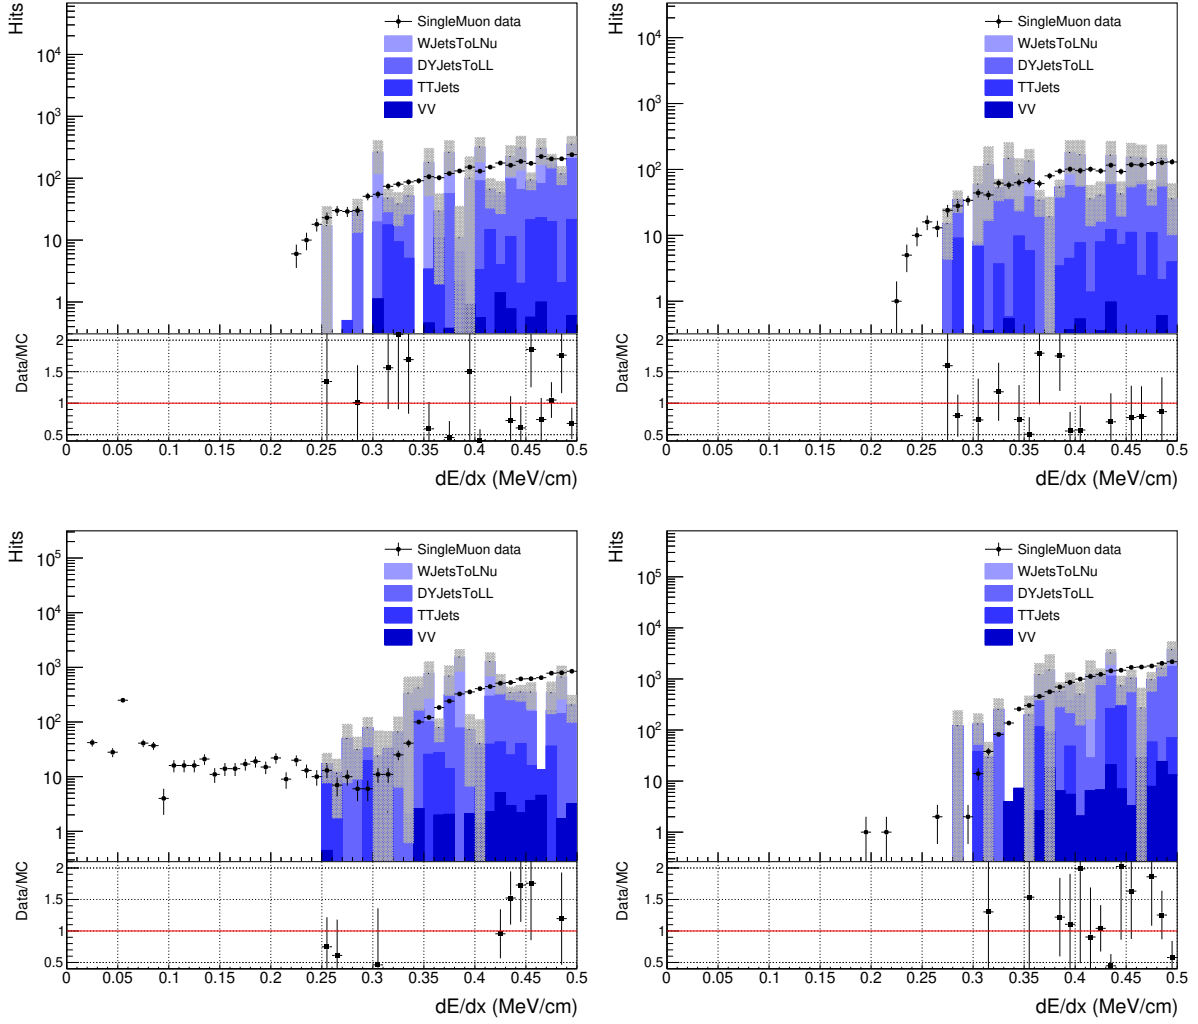 Hits
SingleMuon data
WJetsToLNu
DYJetsToLL
TTJets
VV
10^4
10^3
10^2
10
1
Data/MC
2
1.5
1
0.5
0 0.05 0.1 0.15 0.2 0.25 0.3 0.35 0.4 0.45 0.5
dE/dx (MeV/cm)
Hits
SingleMuon data
WJetsToLNu
DYJetsToLL
TTJets
VV
10^4
10^3
10^2
10
1
Data/MC
2
1.5
1
0.5
0 0.05 0.1 0.15 0.2 0.25 0.3 0.35 0.4 0.45 0.5
dE/dx (MeV/cm)
Hits
SingleMuon data
WJetsToLNu
DYJetsToLL
TTJets
VV
10^5
10^4
10^3
10^2
10
1
Data/MC
2
1.5
1
0.5
0 0.05 0.1 0.15 0.2 0.25 0.3 0.35 0.4 0.45 0.5
dE/dx (MeV/cm)
Hits
SingleMuon data
WJetsToLNu
DYJetsToLL
TTJets
VV
10^5
10^4
10^3
10^2
10
1
Data/MC
2
1.5
1
0.5
0 0.05 0.1 0.15 0.2 0.25 0.3 0.35 0.4 0.45 0.5
dE/dx (MeV/cm)